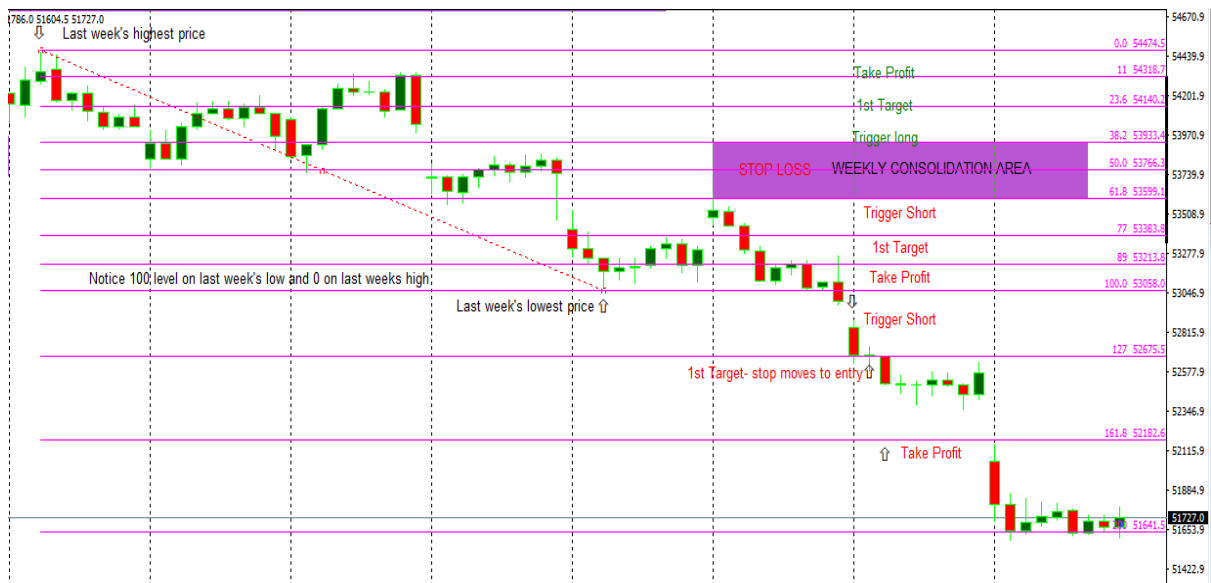 786.0 51604.5 51727.0
Last week's highest price
54670.9
0.0 54474.5
54439.9
Take Profit
11 54318.7
54201.9
1st Target
23.6 54140.2
53970.9
Trigger long
38.2 53933.4
STOP LOSS
WEEKLY CONSOLIDATION AREA
50.0 53766.3
53739.9
61.8 53599.1
53508.9
Trigger Short
77 53383.8
53277.9
1st Target
89 53213.8
Notice 100 level on last week's low and 0 on last weeks high
Take Profit
100.0 53058.0
53046.9
Last week's lowest price
Trigger Short
52815.9
127 52675.5
1st Target- stop moves to entry
52577.9
52346.9
161.8 52182.6
52115.9
Take Profit
51884.9
51727.0
51641.5
51653.9
51422.9